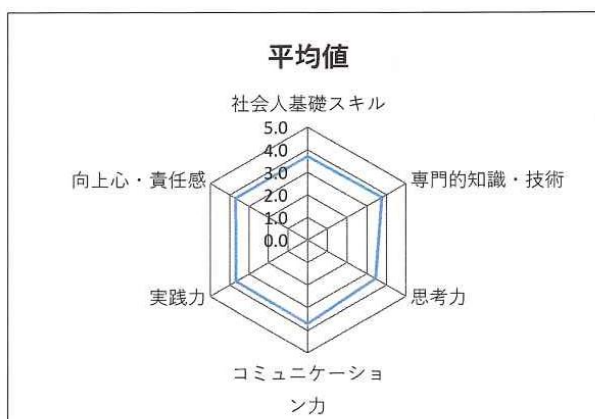 平均値
社会人基礎スキル
5.0
4.0
3.0
2.0
1.0
0.0
向上心・責任感
専門的知識・技術
実践力
思考力
コミュニケーショ
ン力